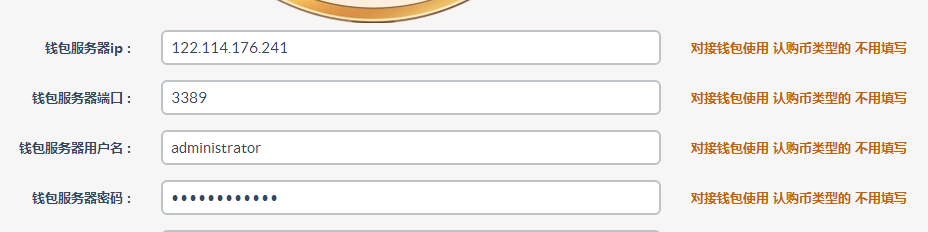 钱包服务器ip： 122.114.176.241 对接钱包使用 认购币类型的 不用填写
钱包服务器端口： 3389 对接钱包使用 认购币类型的 不用填写
钱包服务器用户名： administrator 对接钱包使用 认购币类型的 不用填写
钱包服务器密码： •••••••••••• 对接钱包使用 认购币类型的 不用填写